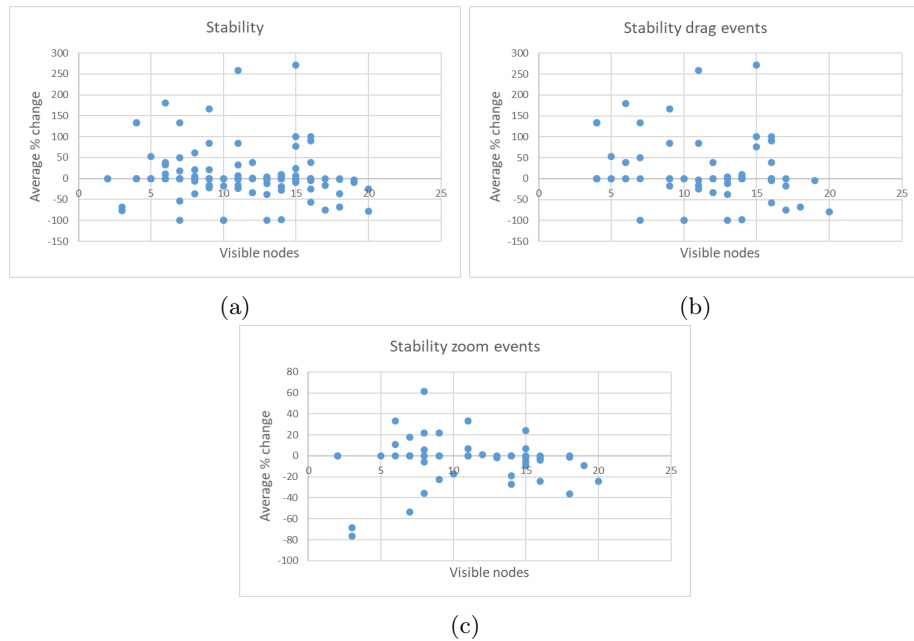 Stability
300
250
200
150
100
50
0
-50
-100
-150
0 5 10 15 20 25
Average % change
Visible nodes
(a)
Stability drag events
300
250
200
150
100
50
0
-50
-100
-150
0 5 10 15 20 25
Average % change
Visible nodes
(b)
Stability zoom events
80
60
40
20
0
-20
-40
-60
-80
-100
0 5 10 15 20 25
Average % change
Visible nodes
(c)